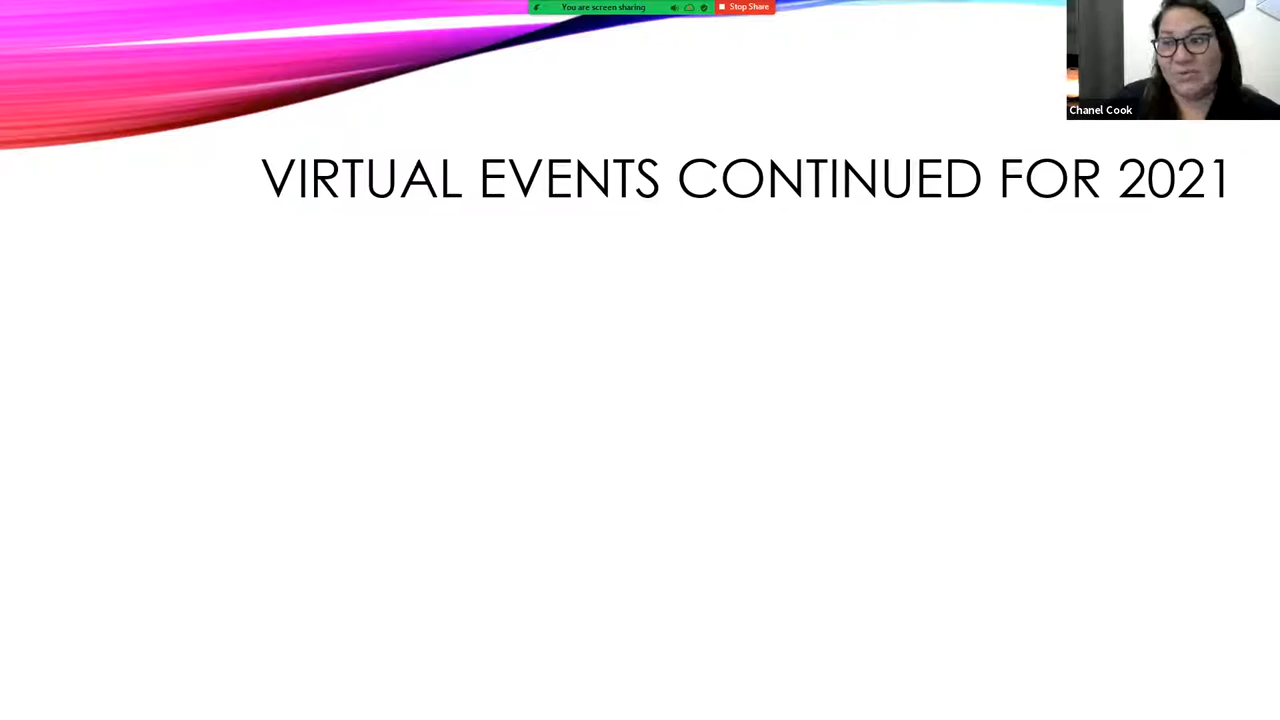 You are screen sharing
Stop Share
Chanel Cook
VIRTUAL EVENTS CONTINUED FOR 2021